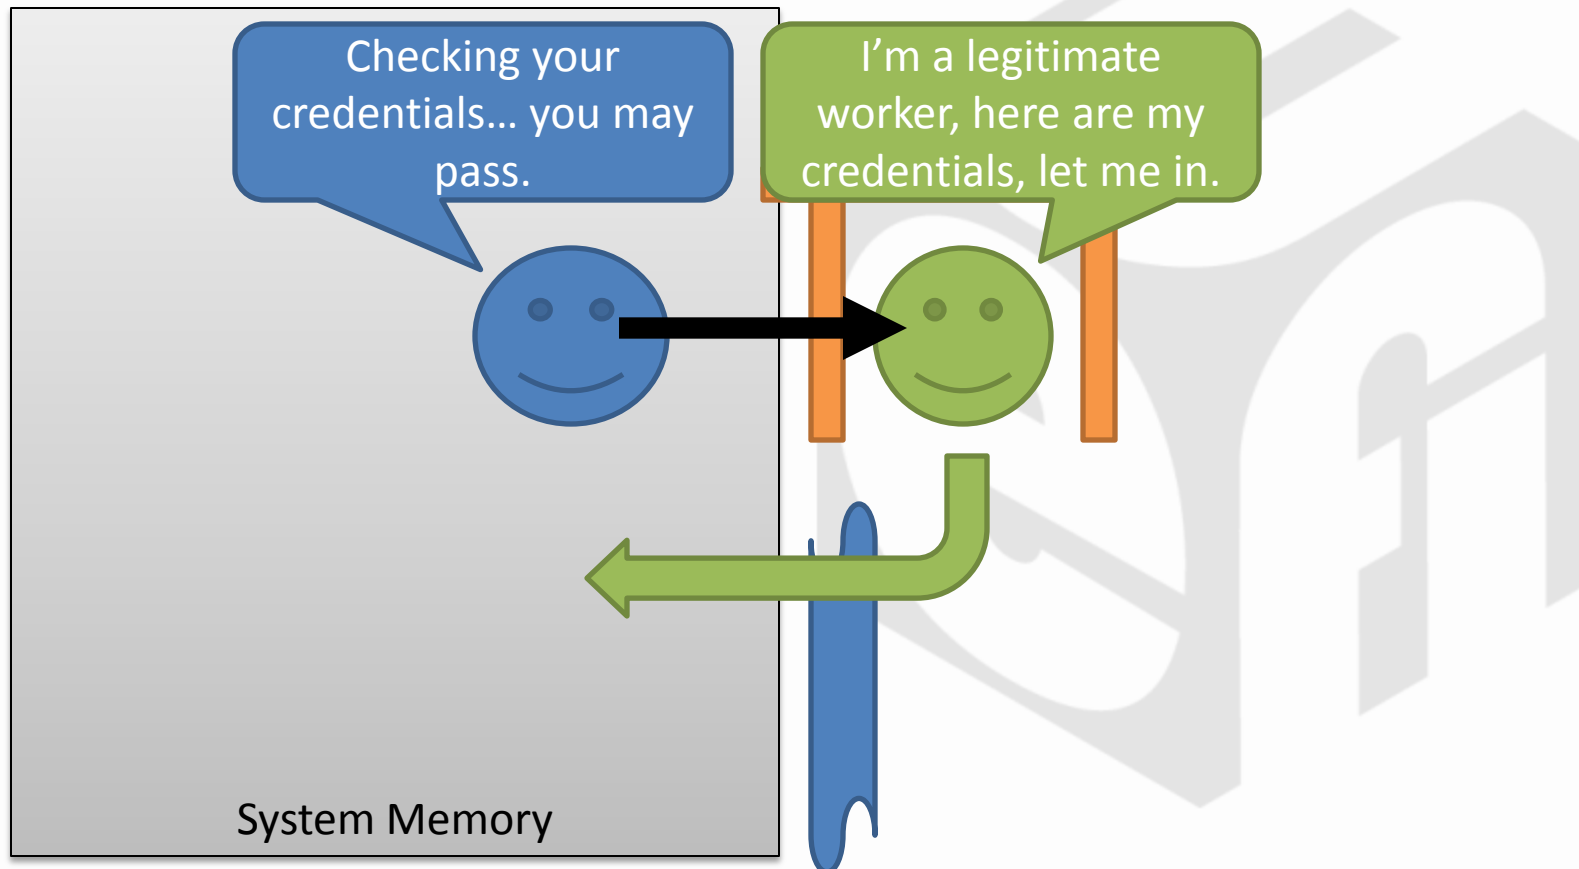 Checking your
credentials… you may
pass.
I’m a legitimate
worker, here are my
credentials, let me in.
System Memory